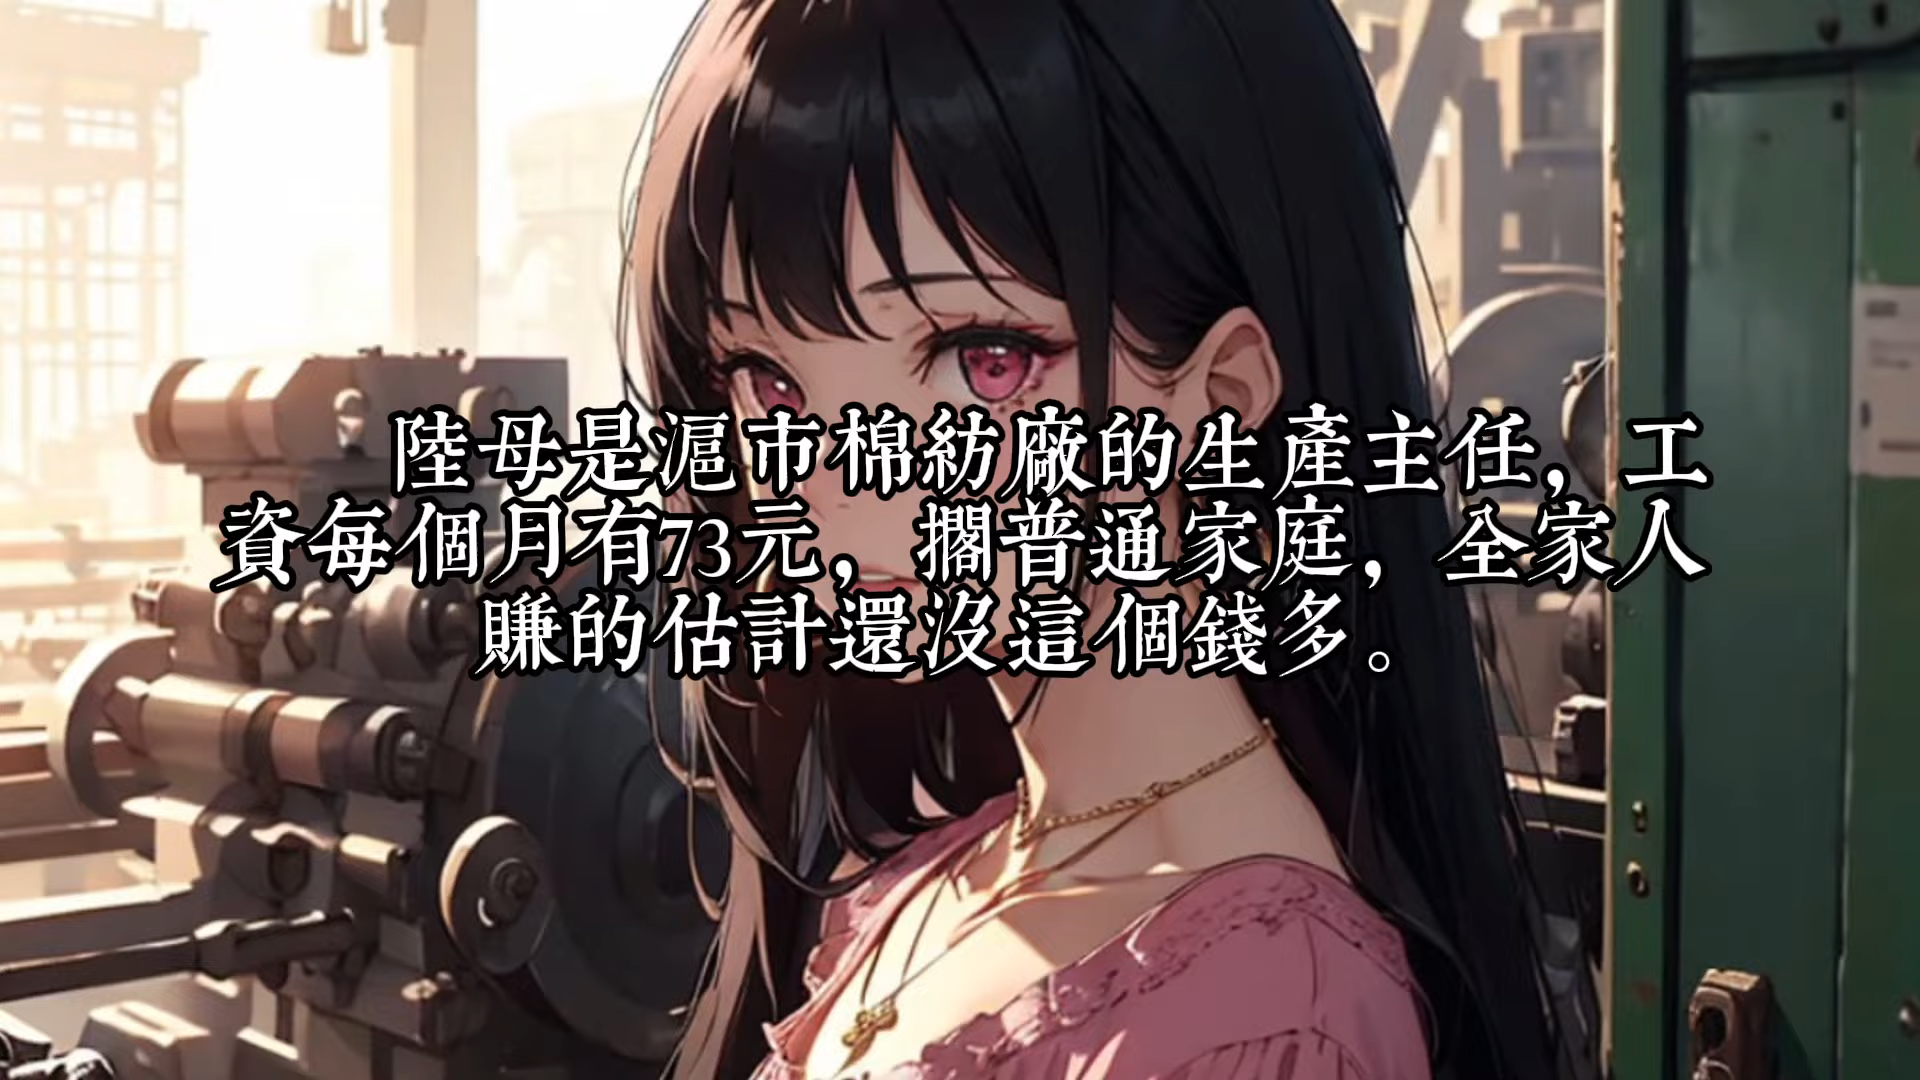 陸母是滬市棉紡廠的生產主任，工
資每個月有73元，擱普通家庭，全家人
賺的估計還沒這個錢多。